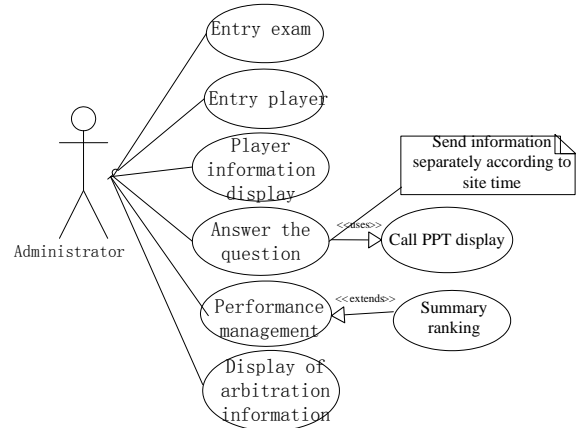 Entry exam
Entry player
Player
information
display
Send information
separately according to
site time
Administrator
Answer the
question
<<uses>>
Call PPT display
Performance
management
<<extends>>
Summary
ranking
Display of
arbitration
information